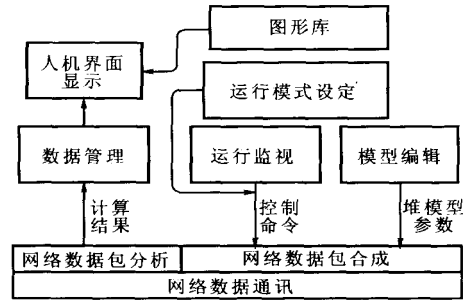 图形库
人机界面
显示
运行模式设定
数据管理
运行监视
模型编辑
计算
结果
控制
命令
堆模型
参数
网络数据包分析
网络数据包合成
网络数据通讯